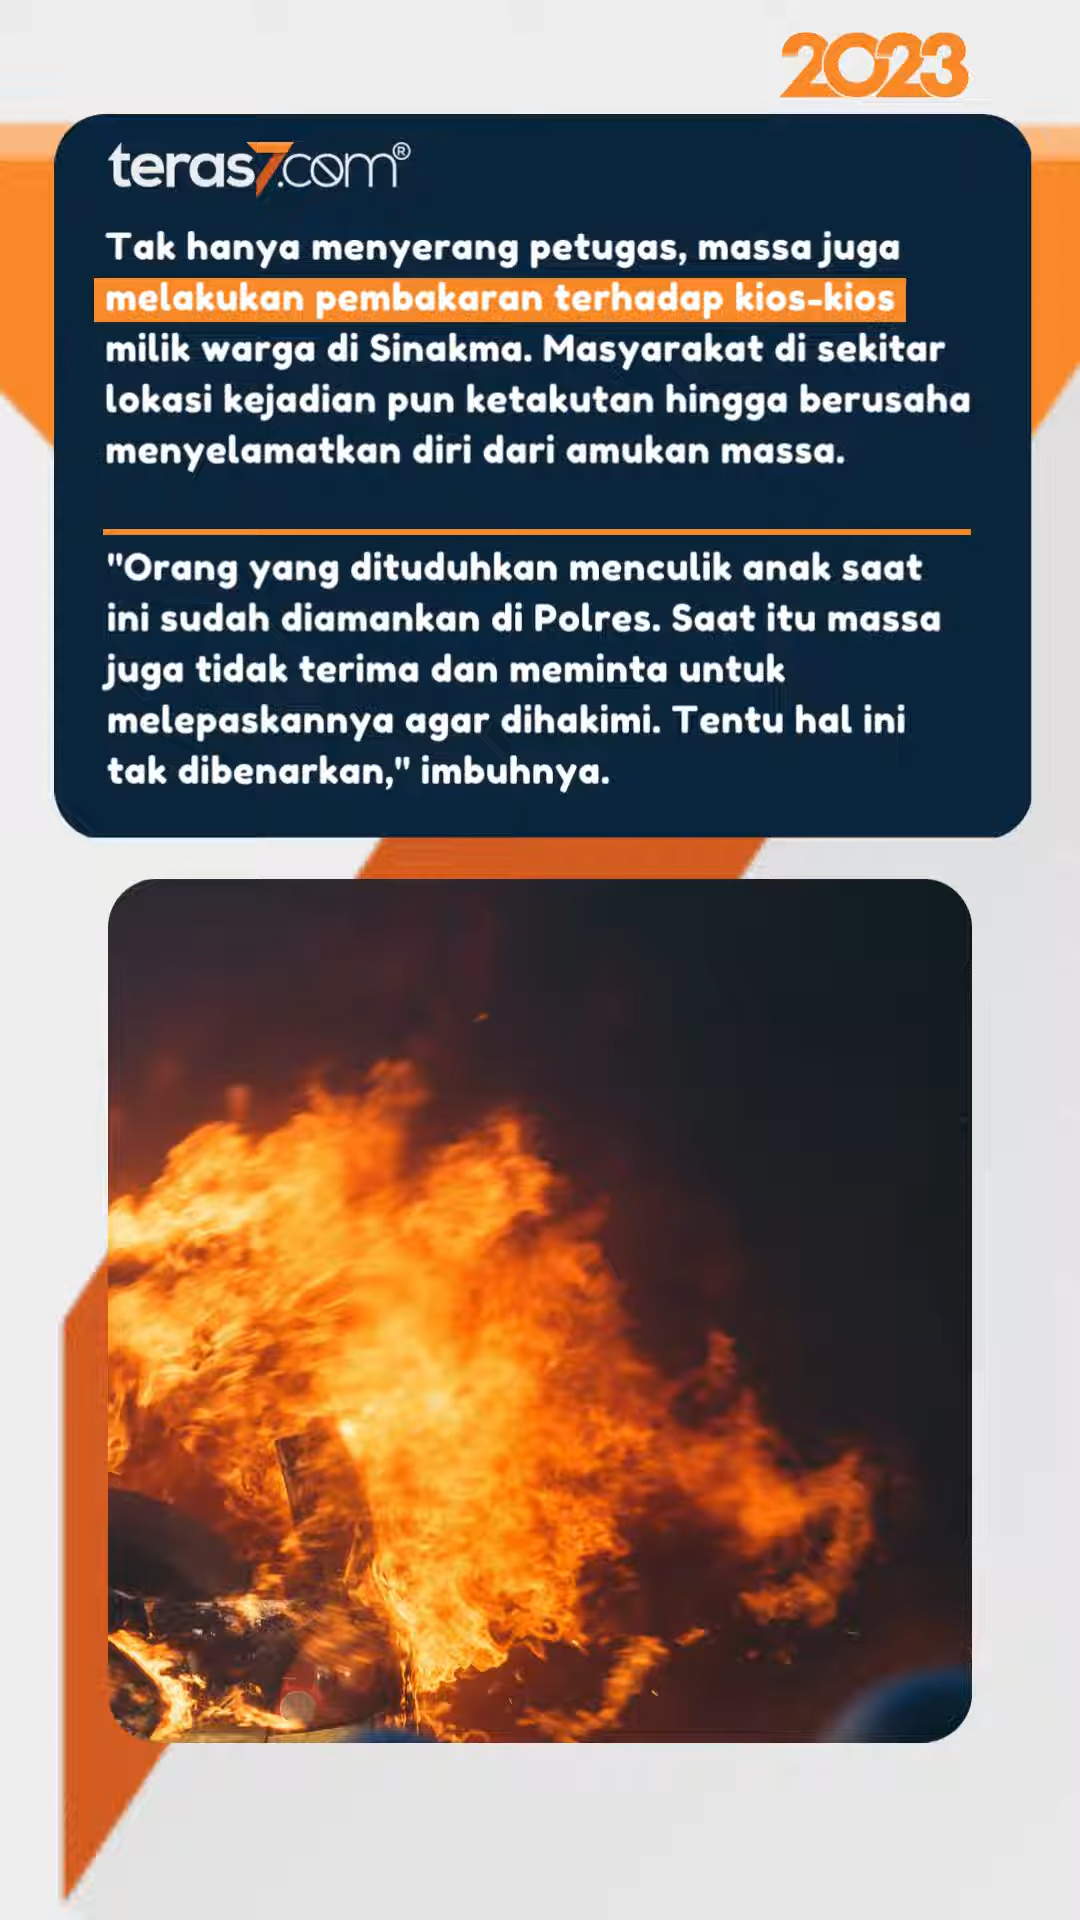 2023
teras7.com®
Tak hanya menyerang petugas, massa juga
melakukan pembakaran terhadap kios-kios
milik warga di Sinakma. Masyarakat di sekitar
lokasi kejadian pun ketakutan hingga berusaha
menyelamatkan diri dari amukan massa.
"Orang yang dituduhkan menculik anak saat
ini sudah diamankan di Polres. Saat itu massa
juga tidak terima dan meminta untuk
melepaskannya agar dihakimi. Tentu hal ini
tak dibenarkan," imbuhnya.